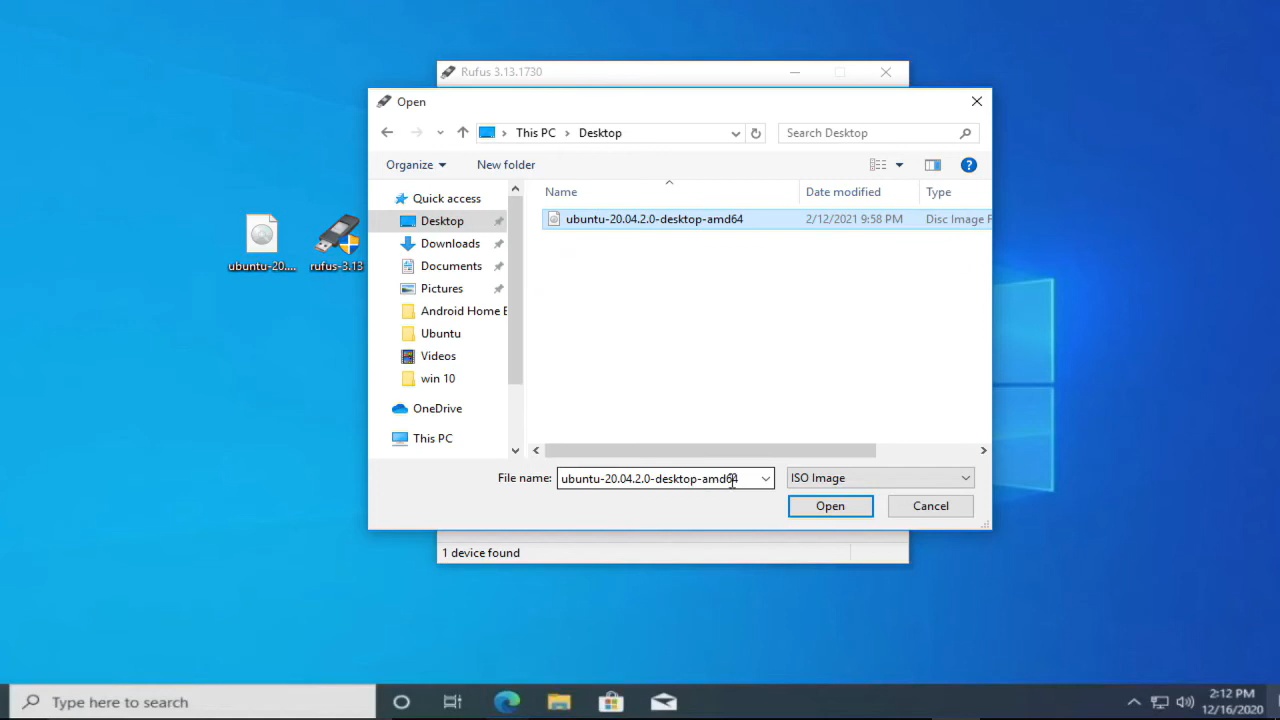 Rufus 3.13.1730
Open
This PC > Desktop
Search Desktop
Organize
New folder
Name
Date modified
Type
Quick access
ubuntu-20.04.2.0-desktop-amd64
2/12/2021 9:58 PM
Disc Image F
Desktop
Downloads
Documents
Pictures
Android Home E
Ubuntu
Videos
win 10
OneDrive
This PC
ubuntu-20....
rufus-3.13
File name:
ubuntu-20.04.2.0-desktop-amd64
ISO Image
Open
Cancel
1 device found
Type here to search
2:12 PM
12/16/2020